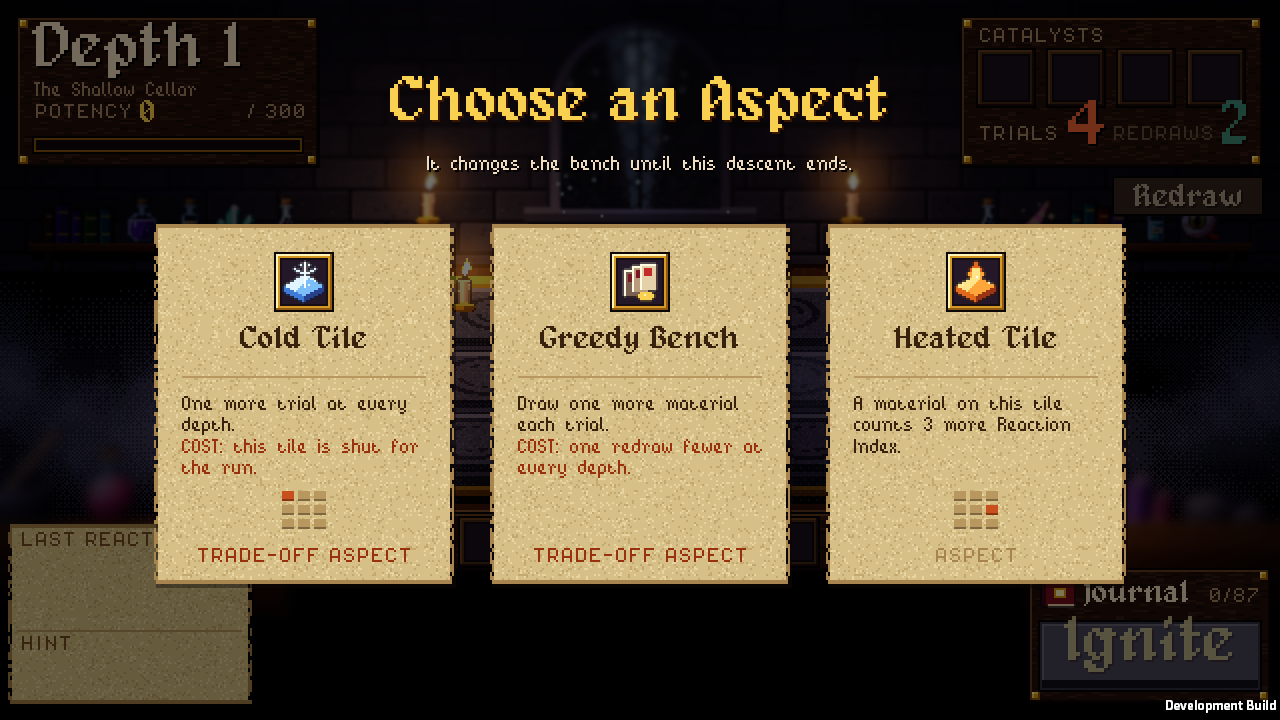 Depth 1
The Shallow Cellar
POTENCY 0 / 300
Choose an Aspect
It changes the bench until this descent ends.
CATALYSTS
TRIALS 4 REDRAWS 2
Redraw
Cold Tile
One more trial at every
depth.
COST: this tile is shut for
the run.
TRADE-OFF ASPECT
Greedy Bench
Draw one more material
each trial.
COST: one redraw fewer at
every depth.
TRADE-OFF ASPECT
Heated Tile
A material on this tile
counts 3 more Reaction
Index.
ASPECT
LAST REACT
HINT
Journal 0/87
Ignite
Development Build